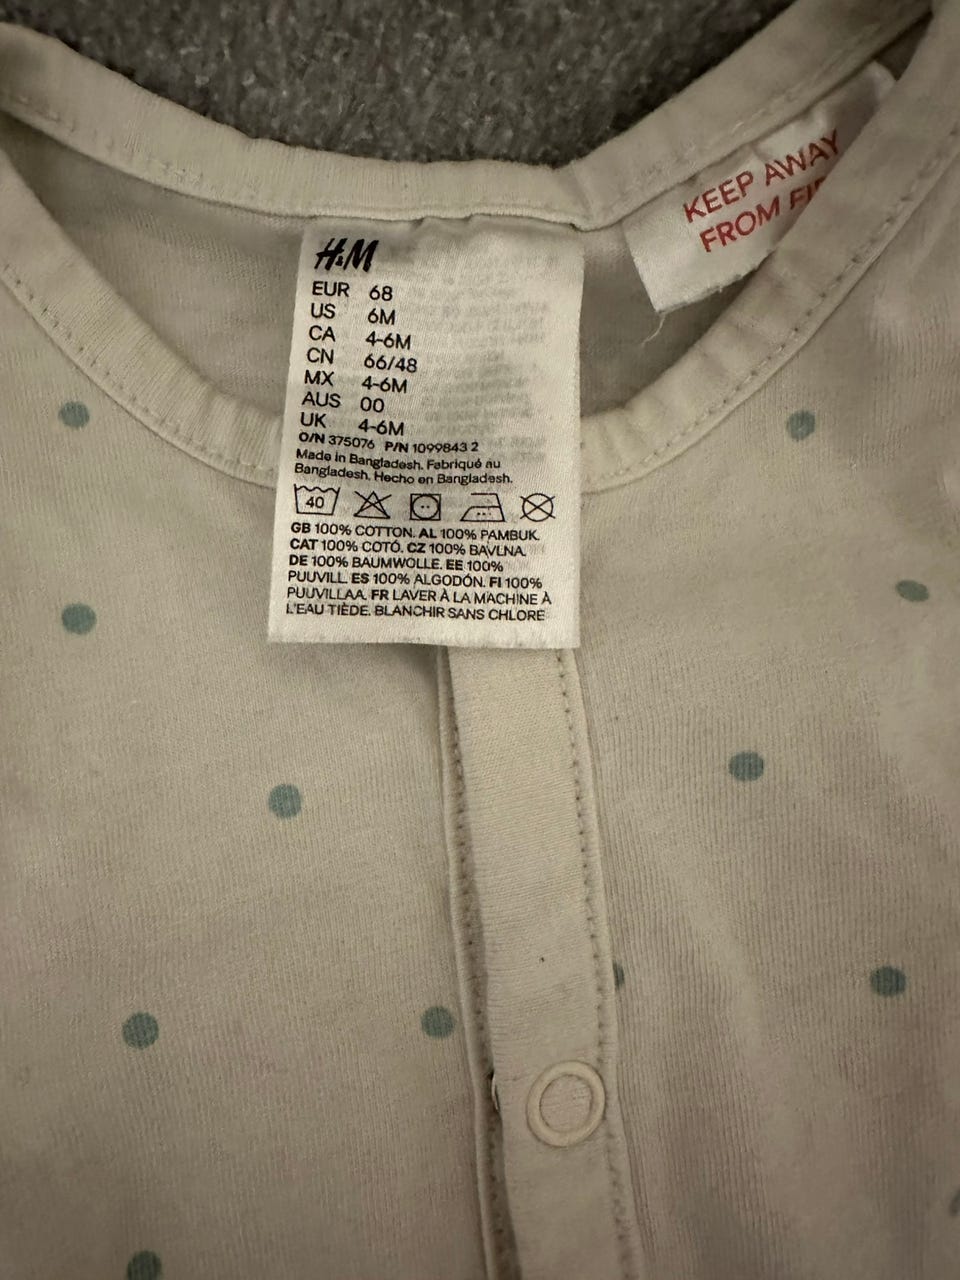 H&M
EUR 68
US 6M
CA 4-6M
CN 66/48
MX 4-6M
AUS 00
UK 4-6M
O/N 375076 P/N 1099843 2
Made in Bangladesh. Fabriqué au
Bangladesh. Hecho en Bangladesh.
40
GB 100% COTTON. AL 100% PAMBUK.
CAT 100% COTÓ. CZ 100% BAVLNA.
DE 100% BAUMWOLLE. EE 100%
PUUVILL. ES 100% ALGODÓN. FI 100%
PUUVILLAA. FR LAVER À LA MACHINE À
L'EAU TIÈDE. BLANCHIR SANS CHLORE
KEEP AWAY
FROM